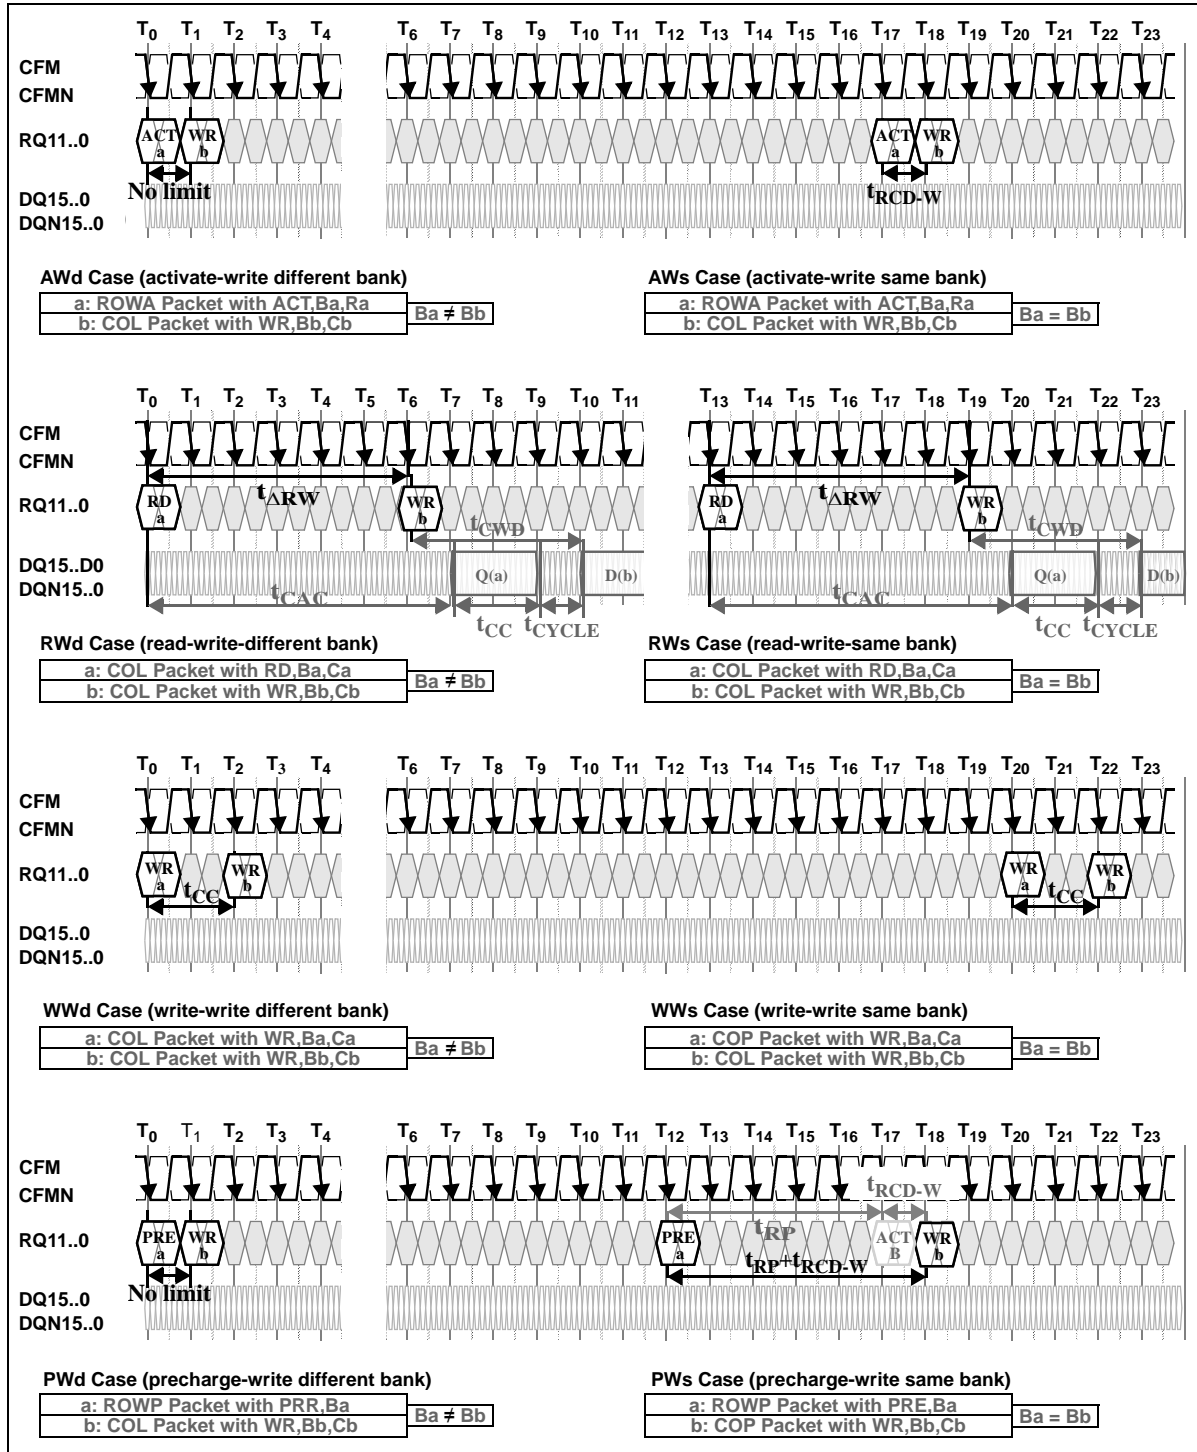 T0 T1 T2 T3 T4 T6 T7 T8 T9 T10 T11 T12 T13 T14 T15 T16 T17 T18 T19 T20 T21 T22 T23
CFM
CFMN
RQ11..0
ACT a
WR b
ACT a
WR b
No limit
tRCD-W
DQ15..0
DQN15..0
AWd Case (activate-write different bank)
a: ROWA Packet with ACT,Ba,Ra
b: COL Packet with WR,Bb,Cb
Ba ≠ Bb
AWs Case (activate-write same bank)
a: ROWA Packet with ACT,Ba,Ra
b: COL Packet with WR,Bb,Cb
Ba = Bb
T0 T1 T2 T3 T4 T5 T6 T7 T8 T9 T10 T11 T13 T14 T15 T16 T17 T18 T19 T20 T21 T22 T23
CFM
CFMN
tΔRW
tΔRW
RQ11..0
RD a
WR b
RD a
WR b
tCWD
tCWD
DQ15..D0
DQN15..0
Q(a)
D(b)
Q(a)
D(b)
tCAC
tCC
tCYCLE
tCAC
tCC
tCYCLE
RWd Case (read-write-different bank)
a: COL Packet with RD,Ba,Ca
b: COL Packet with WR,Bb,Cb
Ba ≠ Bb
RWs Case (read-write-same bank)
a: COL Packet with RD,Ba,Ca
b: COL Packet with WR,Bb,Cb
Ba = Bb
T0 T1 T2 T3 T4 T6 T7 T8 T9 T10 T11 T12 T13 T14 T15 T16 T17 T18 T19 T20 T21 T22 T23
CFM
CFMN
RQ11..0
WR a
WR b
WR a
WR b
tCC
tCC
DQ15..0
DQN15..0
WWd Case (write-write different bank)
a: COL Packet with WR,Ba,Ca
b: COL Packet with WR,Bb,Cb
Ba ≠ Bb
WWs Case (write-write same bank)
a: COP Packet with WR,Ba,Ca
b: COL Packet with WR,Bb,Cb
Ba = Bb
T0 T1 T2 T3 T4 T6 T7 T8 T9 T10 T11 T12 T13 T14 T15 T16 T17 T18 T19 T20 T21 T22 T23
CFM
CFMN
tRCD-W
RQ11..0
PRE a
WR b
PRE a
tRP
ACT B
WR b
No limit
tRP+tRCD-W
DQ15..0
DQN15..0
PWd Case (precharge-write different bank)
a: ROWP Packet with PRR,Ba
b: COL Packet with WR,Bb,Cb
Ba ≠ Bb
PWs Case (precharge-write same bank)
a: ROWP Packet with PRE,Ba
b: COP Packet with WR,Bb,Cb
Ba = Bb